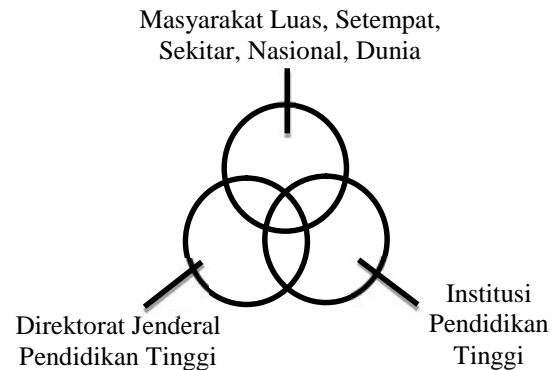 Masyarakat Luas, Setempat,
Sekitar, Nasional, Dunia
Direktorat Jenderal
Pendidikan Tinggi
Institusi
Pendidikan
Tinggi